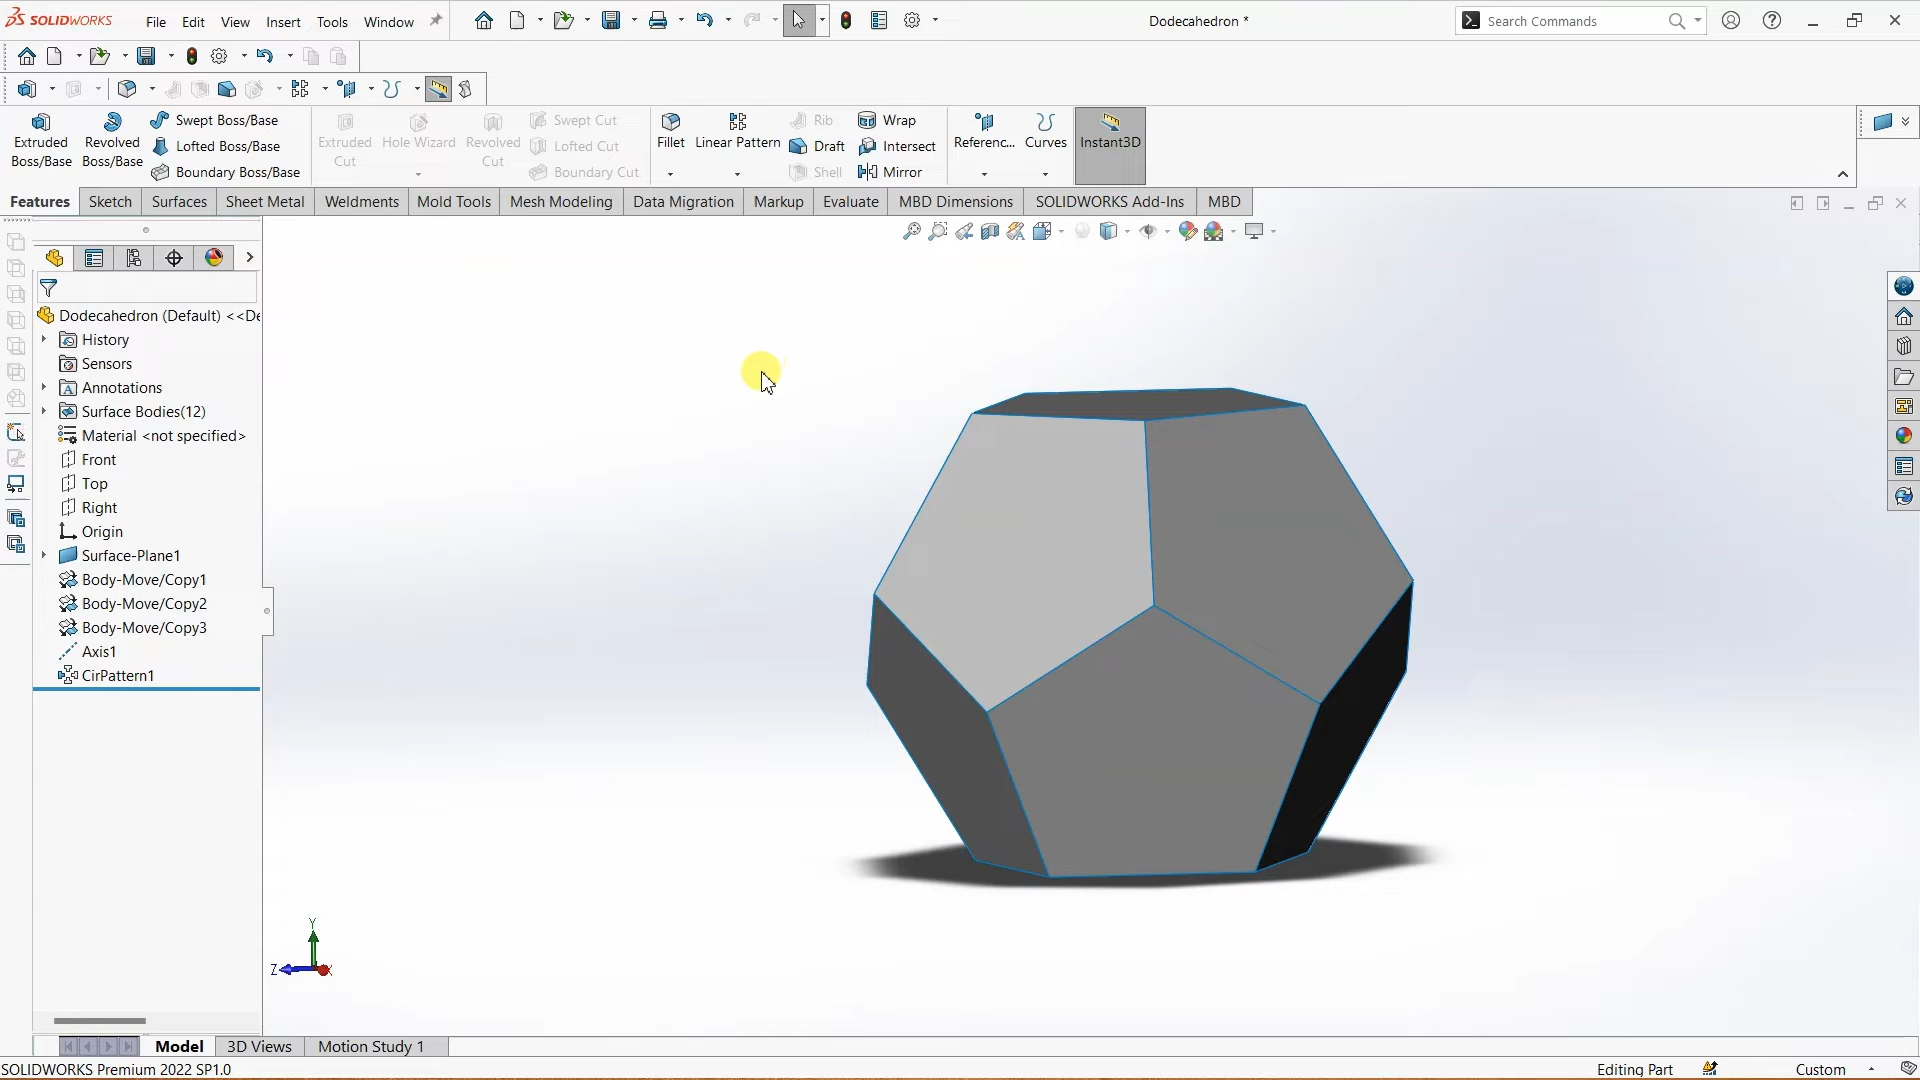 SOLIDWORKS File Edit View Insert Tools Window Dodecahedron * Search Commands
Extruded Boss/Base
Revolved Boss/Base
Swept Boss/Base
Lofted Boss/Base
Boundary Boss/Base
Extruded Cut
Hole Wizard
Revolved Cut
Swept Cut
Lofted Cut
Boundary Cut
Fillet
Linear Pattern
Rib
Draft
Shell
Wrap
Intersect
Mirror
Referenc...
Curves
Instant3D
Features Sketch Surfaces Sheet Metal Weldments Mold Tools Mesh Modeling Data Migration Markup Evaluate MBD Dimensions SOLIDWORKS Add-Ins MBD
Dodecahedron (Default) <<De
History
Sensors
Annotations
Surface Bodies(12)
Material <not specified>
Front
Top
Right
Origin
Surface-Plane1
Body-Move/Copy1
Body-Move/Copy2
Body-Move/Copy3
Axis1
CirPattern1
Y
Z X
Model 3D Views Motion Study 1
SOLIDWORKS Premium 2022 SP1.0 Editing Part Custom